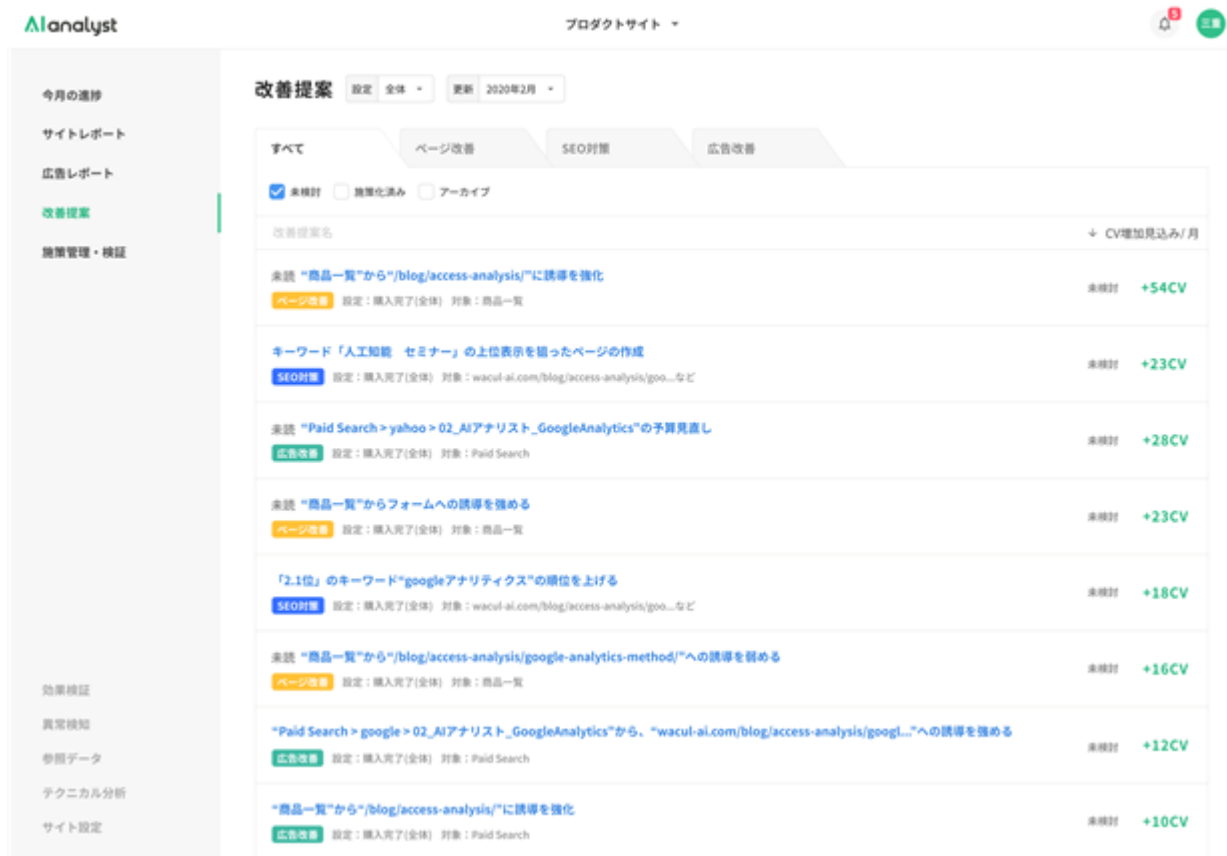 AI analyst
プロダクトサイト
5
三重
今月の進捗
サイトレポート
広告レポート
改善提案
施策管理・検証
効果検証
異常検知
参照データ
テクニカル分析
サイト設定
改善提案 設定 全体 更新 2020年2月
すべて ページ改善 SEO対策 広告改善
未検討 施策化済み アーカイブ
改善提案名 ↓ CV増加見込み/月
未読 “商品一覧”から“/blog/access-analysis/”に誘導を強化
ページ改善 設定：購入完了(全体) 対象：商品一覧
未検討 +54CV
キーワード「人工知能　セミナー」の上位表示を狙ったページの作成
SEO対策 設定：購入完了(全体) 対象：wacul-ai.com/blog/access-analysis/goo...など
未検討 +23CV
未読 “Paid Search > yahoo > 02_AIアナリスト_GoogleAnalytics”の予算見直し
広告改善 設定：購入完了(全体) 対象：Paid Search
未検討 +28CV
未読 “商品一覧”からフォームへの誘導を強める
ページ改善 設定：購入完了(全体) 対象：商品一覧
未検討 +23CV
「2.1位」のキーワード“googleアナリティクス”の順位を上げる
SEO対策 設定：購入完了(全体) 対象：wacul-ai.com/blog/access-analysis/goo...など
未検討 +18CV
未読 “商品一覧”から“/blog/access-analysis/google-analytics-method/”への誘導を弱める
ページ改善 設定：購入完了(全体) 対象：商品一覧
未検討 +16CV
“Paid Search > google > 02_AIアナリスト_GoogleAnalytics”から、“wacul-ai.com/blog/access-analysis/googl...”への誘導を強める
広告改善 設定：購入完了(全体) 対象：Paid Search
未検討 +12CV
“商品一覧”から“/blog/access-analysis/”に誘導を強化
広告改善 設定：購入完了(全体) 対象：Paid Search
未検討 +10CV